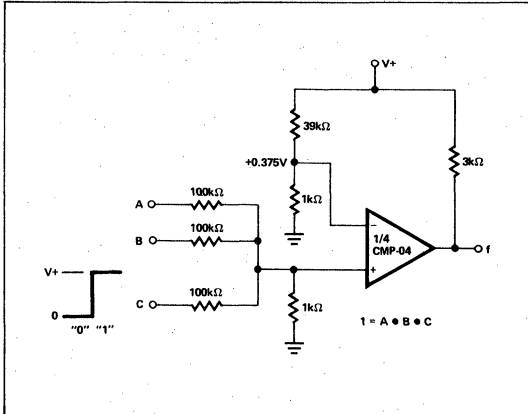 V+
39kΩ
3kΩ
+0.375V
100kΩ
A
1kΩ
100kΩ
B
1/4
CMP-04
−
+
f
V+
100kΩ
C
1kΩ
0
"0" "1"
1 = A • B • C